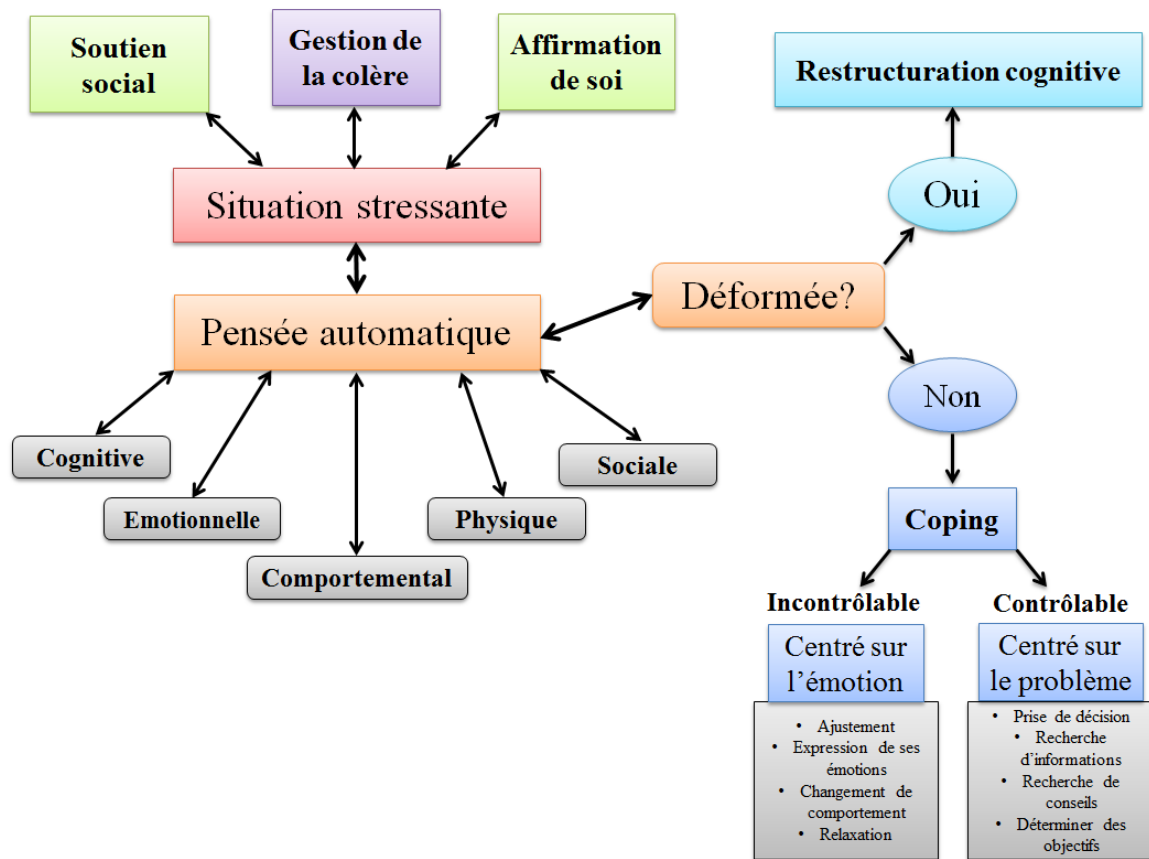 Soutien
social
Gestion de
la colère
Affirmation
de soi
Restructuration cognitive
Situation stressante
Oui
Pensée automatique
Déformée?
Non
Cognitive
Emotionnelle
Comportemental
Physique
Sociale
Coping
Incontrôlable
Contrôlable
Centré sur
l'émotion
• Ajustement
• Expression de ses
émotions
• Changement de
comportement
• Relaxation
Centré sur
le problème
• Prise de décision
• Recherche
d'informations
• Recherche de
conseils
• Déterminer des
objectifs